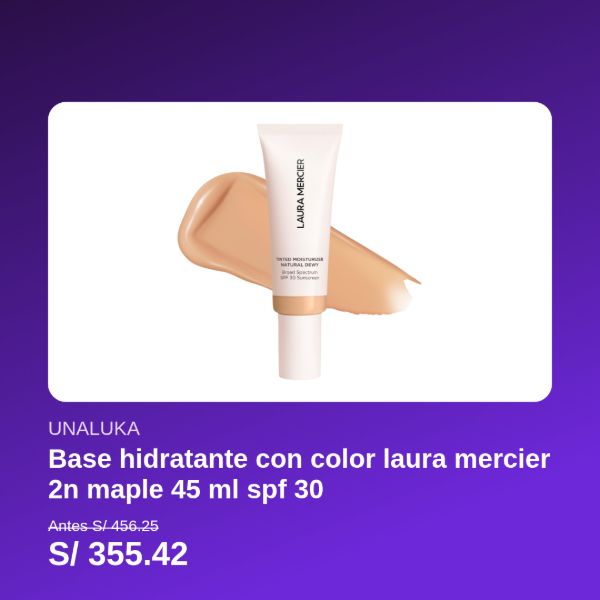 LAURA MERCIER
TINTED MOISTURIZER
NATURAL DEWY
Broad Spectrum
SPF 30 Sunscreen
UNALUKA
Base hidratante con color laura mercier
2n maple 45 ml spf 30
Antes S/ 456.25
S/ 355.42